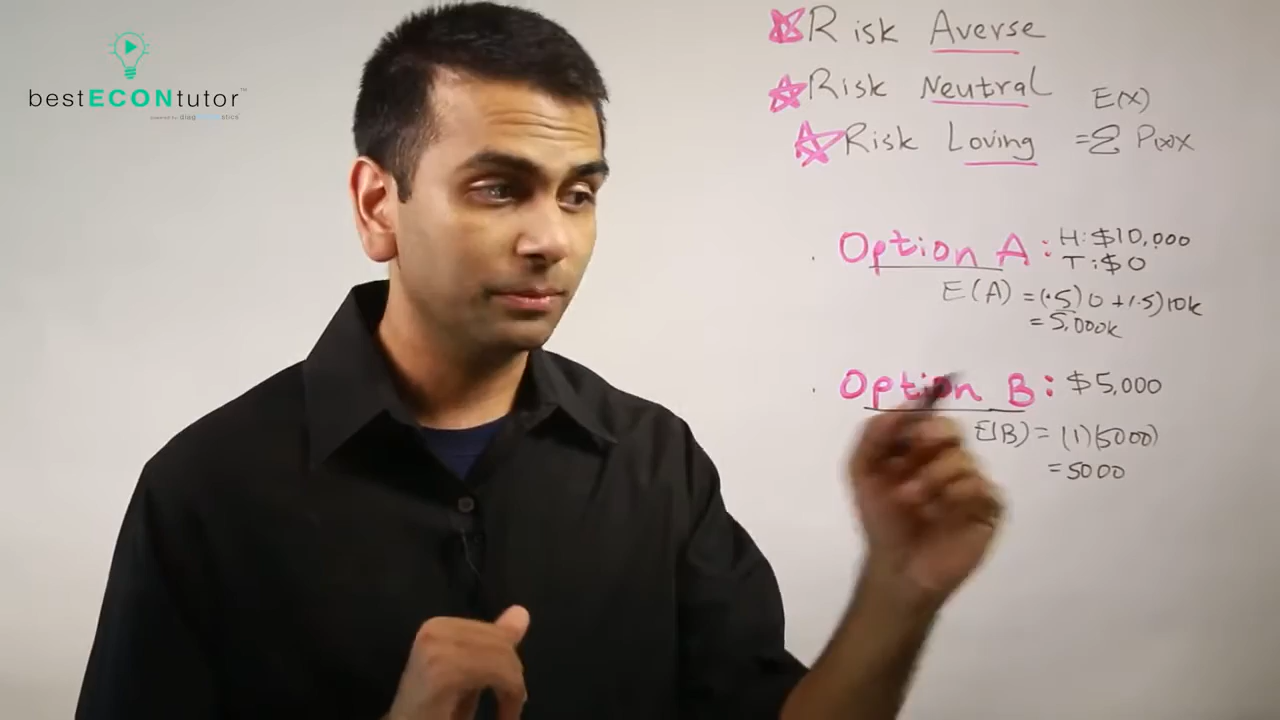 bestECONtutor™
Risk Averse
Risk Neutral
Risk Loving
E(X)
= Σ P(x)X
Option A: H: $10,000
T: $0
E(A) = (.5)0 + (.5)10k
= 5,000k
Option B: $5,000
E(B) = (1)(5000)
= 5000